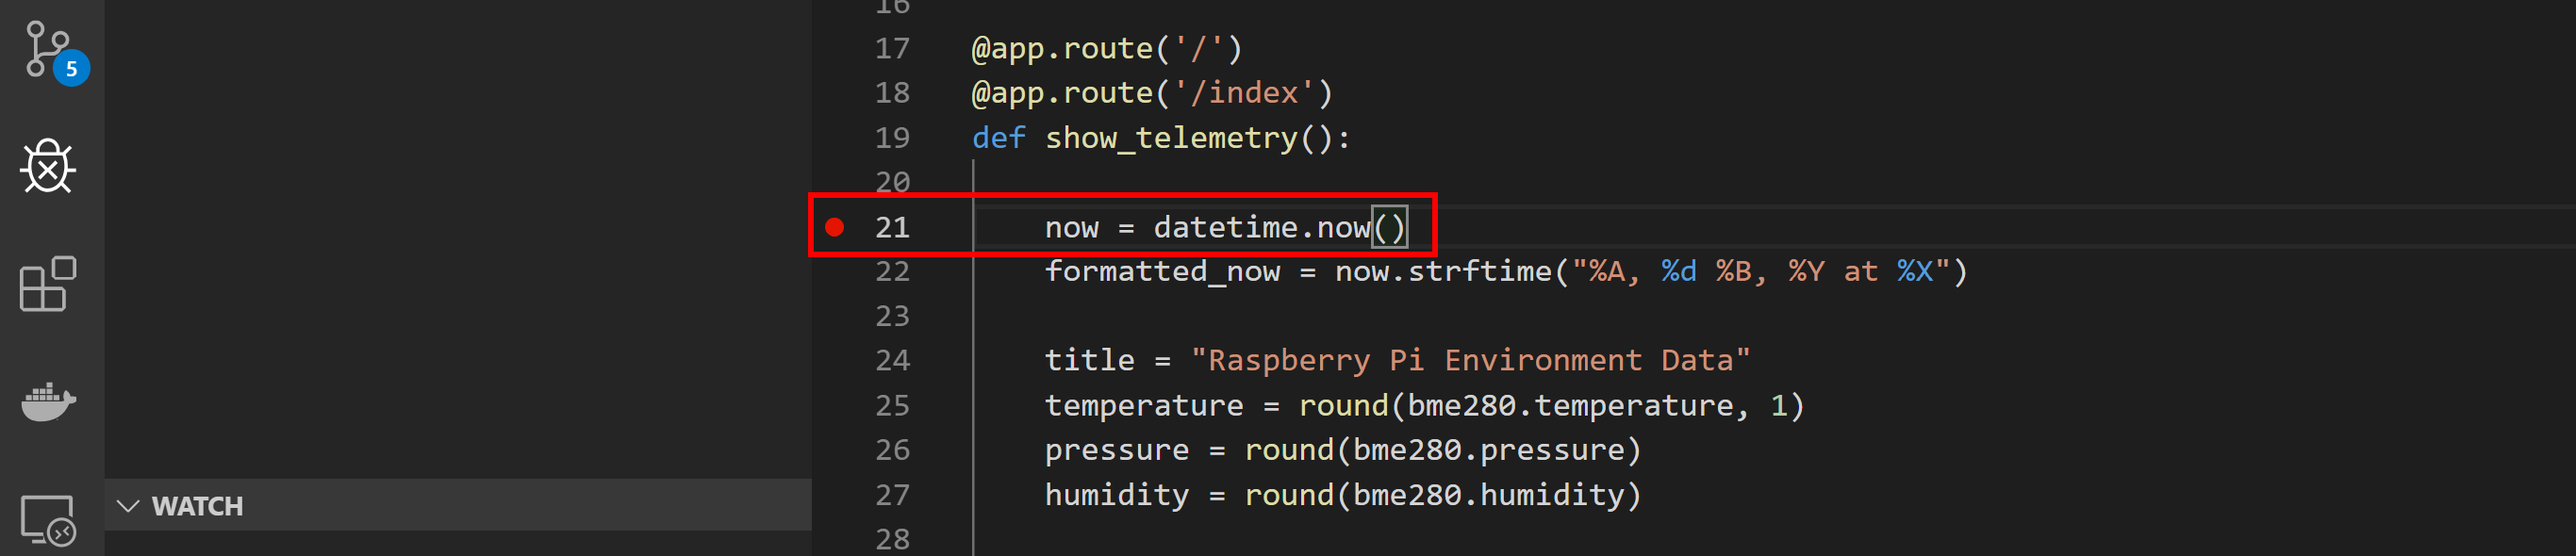 5
WATCH
16
17 @app.route('/')
18 @app.route('/index')
19 def show_telemetry():
20
21 now = datetime.now()
22 formatted_now = now.strftime("%A, %d %B, %Y at %X")
23
24 title = "Raspberry Pi Environment Data"
25 temperature = round(bme280.temperature, 1)
26 pressure = round(bme280.pressure)
27 humidity = round(bme280.humidity)
28